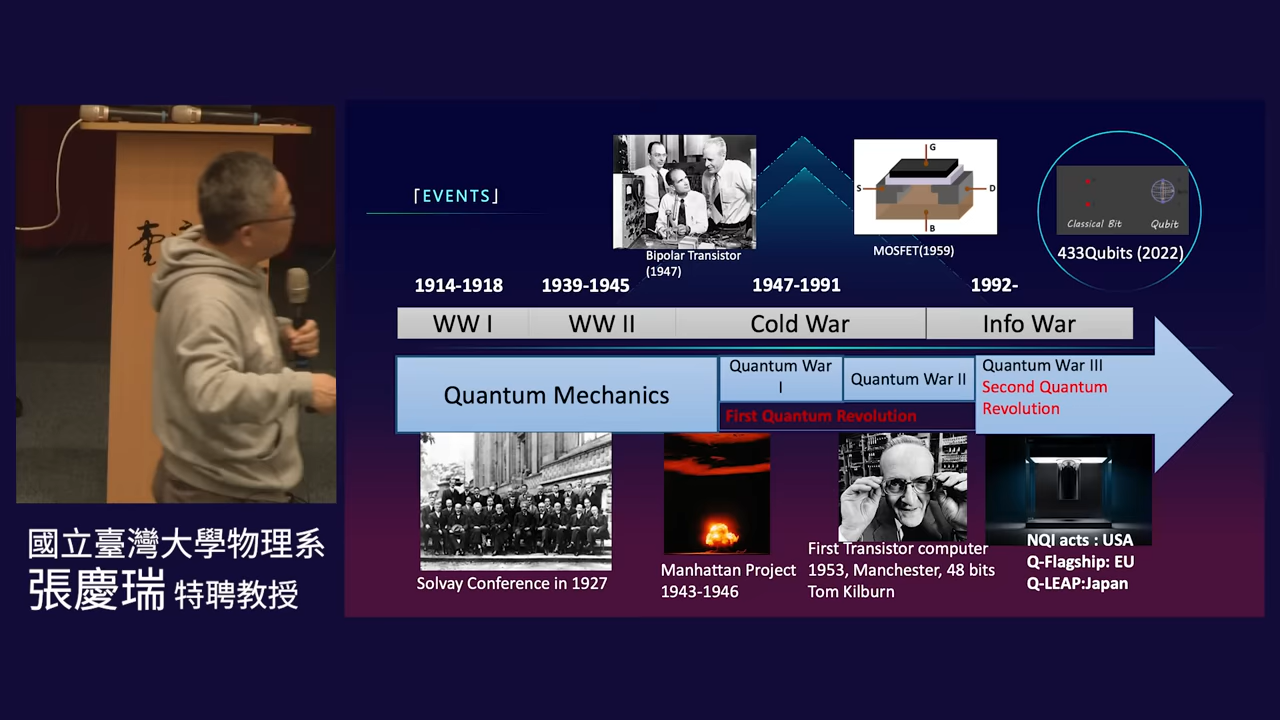 「EVENTS」
Bipolar Transistor
(1947)
G
S
D
B
MOSFET(1959)
Classical Bit
Qubit
433Qubits (2022)
1914-1918
1939-1945
1947-1991
1992-
WW I
WW II
Cold War
Info War
Quantum Mechanics
Quantum War
I
Quantum War II
Quantum War III
Second Quantum
Revolution
First Quantum Revolution
Solvay Conference in 1927
Manhattan Project
1943-1946
First Transistor computer
1953, Manchester, 48 bits
Tom Kilburn
NQI acts : USA
Q-Flagship: EU
Q-LEAP:Japan
國立臺灣大學物理系
張慶瑞 特聘教授